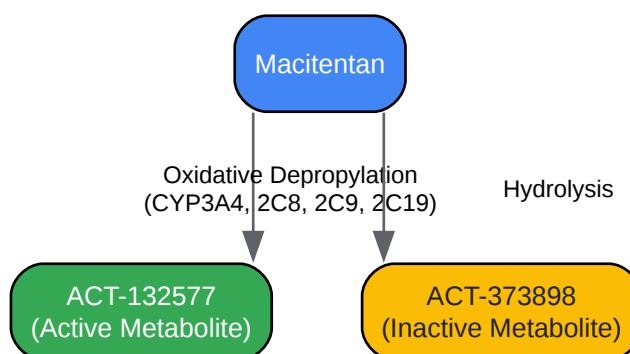 Macitentan
Oxidative Depropylation
(CYP3A4, 2C8, 2C9, 2C19)
Hydrolysis
ACT-132577
(Active Metabolite)
ACT-373898
(Inactive Metabolite)